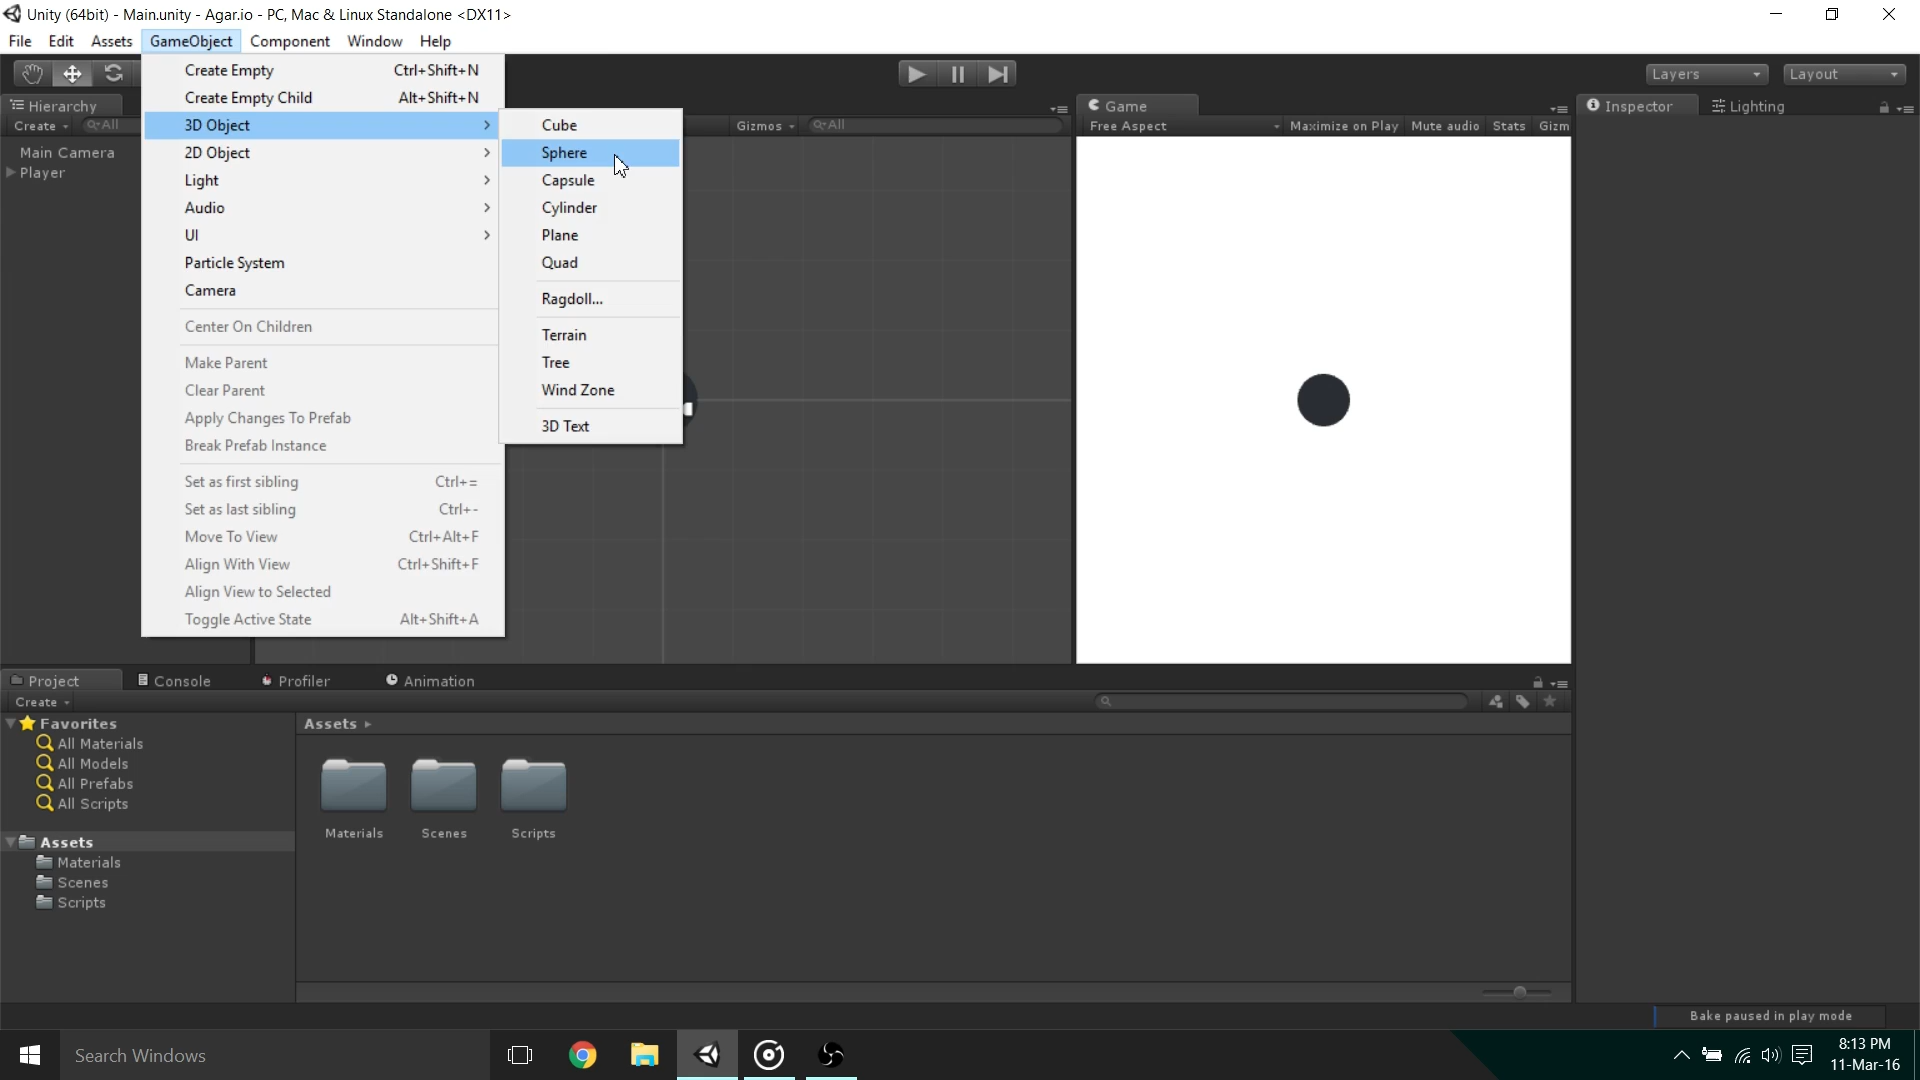 Unity (64bit) - Main.unity - Agar.io - PC, Mac & Linux Standalone <DX11>
File Edit Assets GameObject Component Window Help
Layers Layout
Create Empty Ctrl+Shift+N
Create Empty Child Alt+Shift+N
3D Object
2D Object
Light
Audio
UI
Particle System
Camera
Center On Children
Make Parent
Clear Parent
Apply Changes To Prefab
Break Prefab Instance
Set as first sibling Ctrl+=
Set as last sibling Ctrl+-
Move To View Ctrl+Alt+F
Align With View Ctrl+Shift+F
Align View to Selected
Toggle Active State Alt+Shift+A
Cube
Sphere
Capsule
Cylinder
Plane
Quad
Ragdoll...
Terrain
Tree
Wind Zone
3D Text
Hierarchy
Create All
Main Camera
Player
Gizmos All
Game
Free Aspect Maximize on Play Mute audio Stats Gizm
Inspector Lighting
Project Console Profiler Animation
Create
Favorites
All Materials
All Models
All Prefabs
All Scripts
Assets
Materials
Scenes
Scripts
Assets
Materials Scenes Scripts
Bake paused in play mode
Search Windows
8:13 PM
11-Mar-16